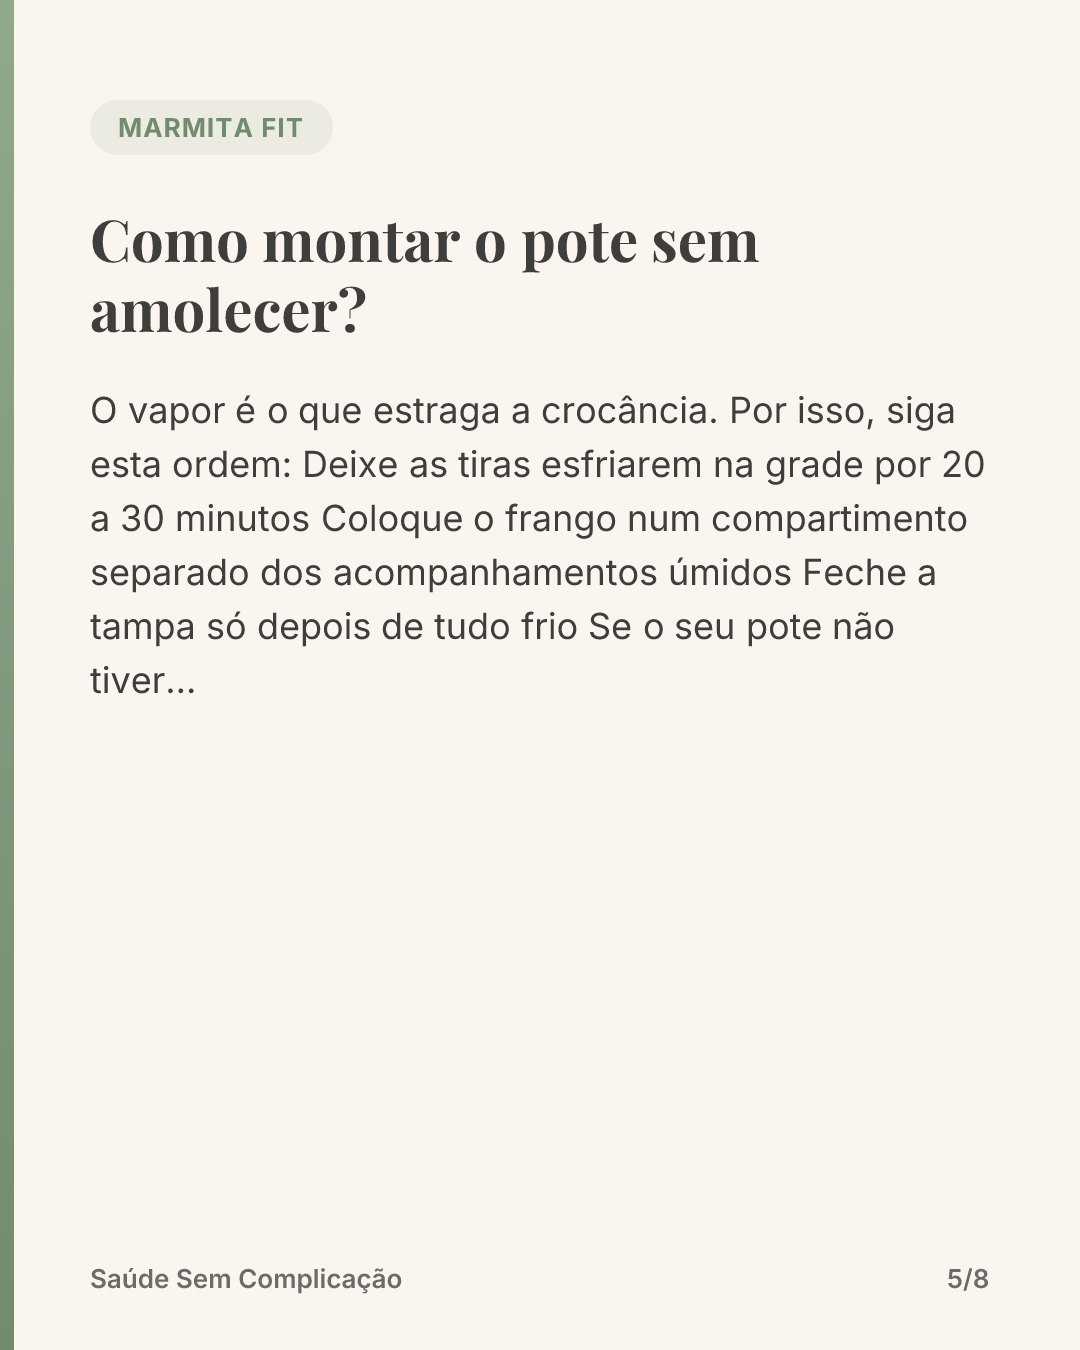 MARMITA FIT
Como montar o pote sem
amolecer?
O vapor é o que estraga a crocância. Por isso, siga
esta ordem: Deixe as tiras esfriarem na grade por 20
a 30 minutos Coloque o frango num compartimento
separado dos acompanhamentos úmidos Feche a
tampa só depois de tudo frio Se o seu pote não
tiver...
Saúde Sem Complicação
5/8